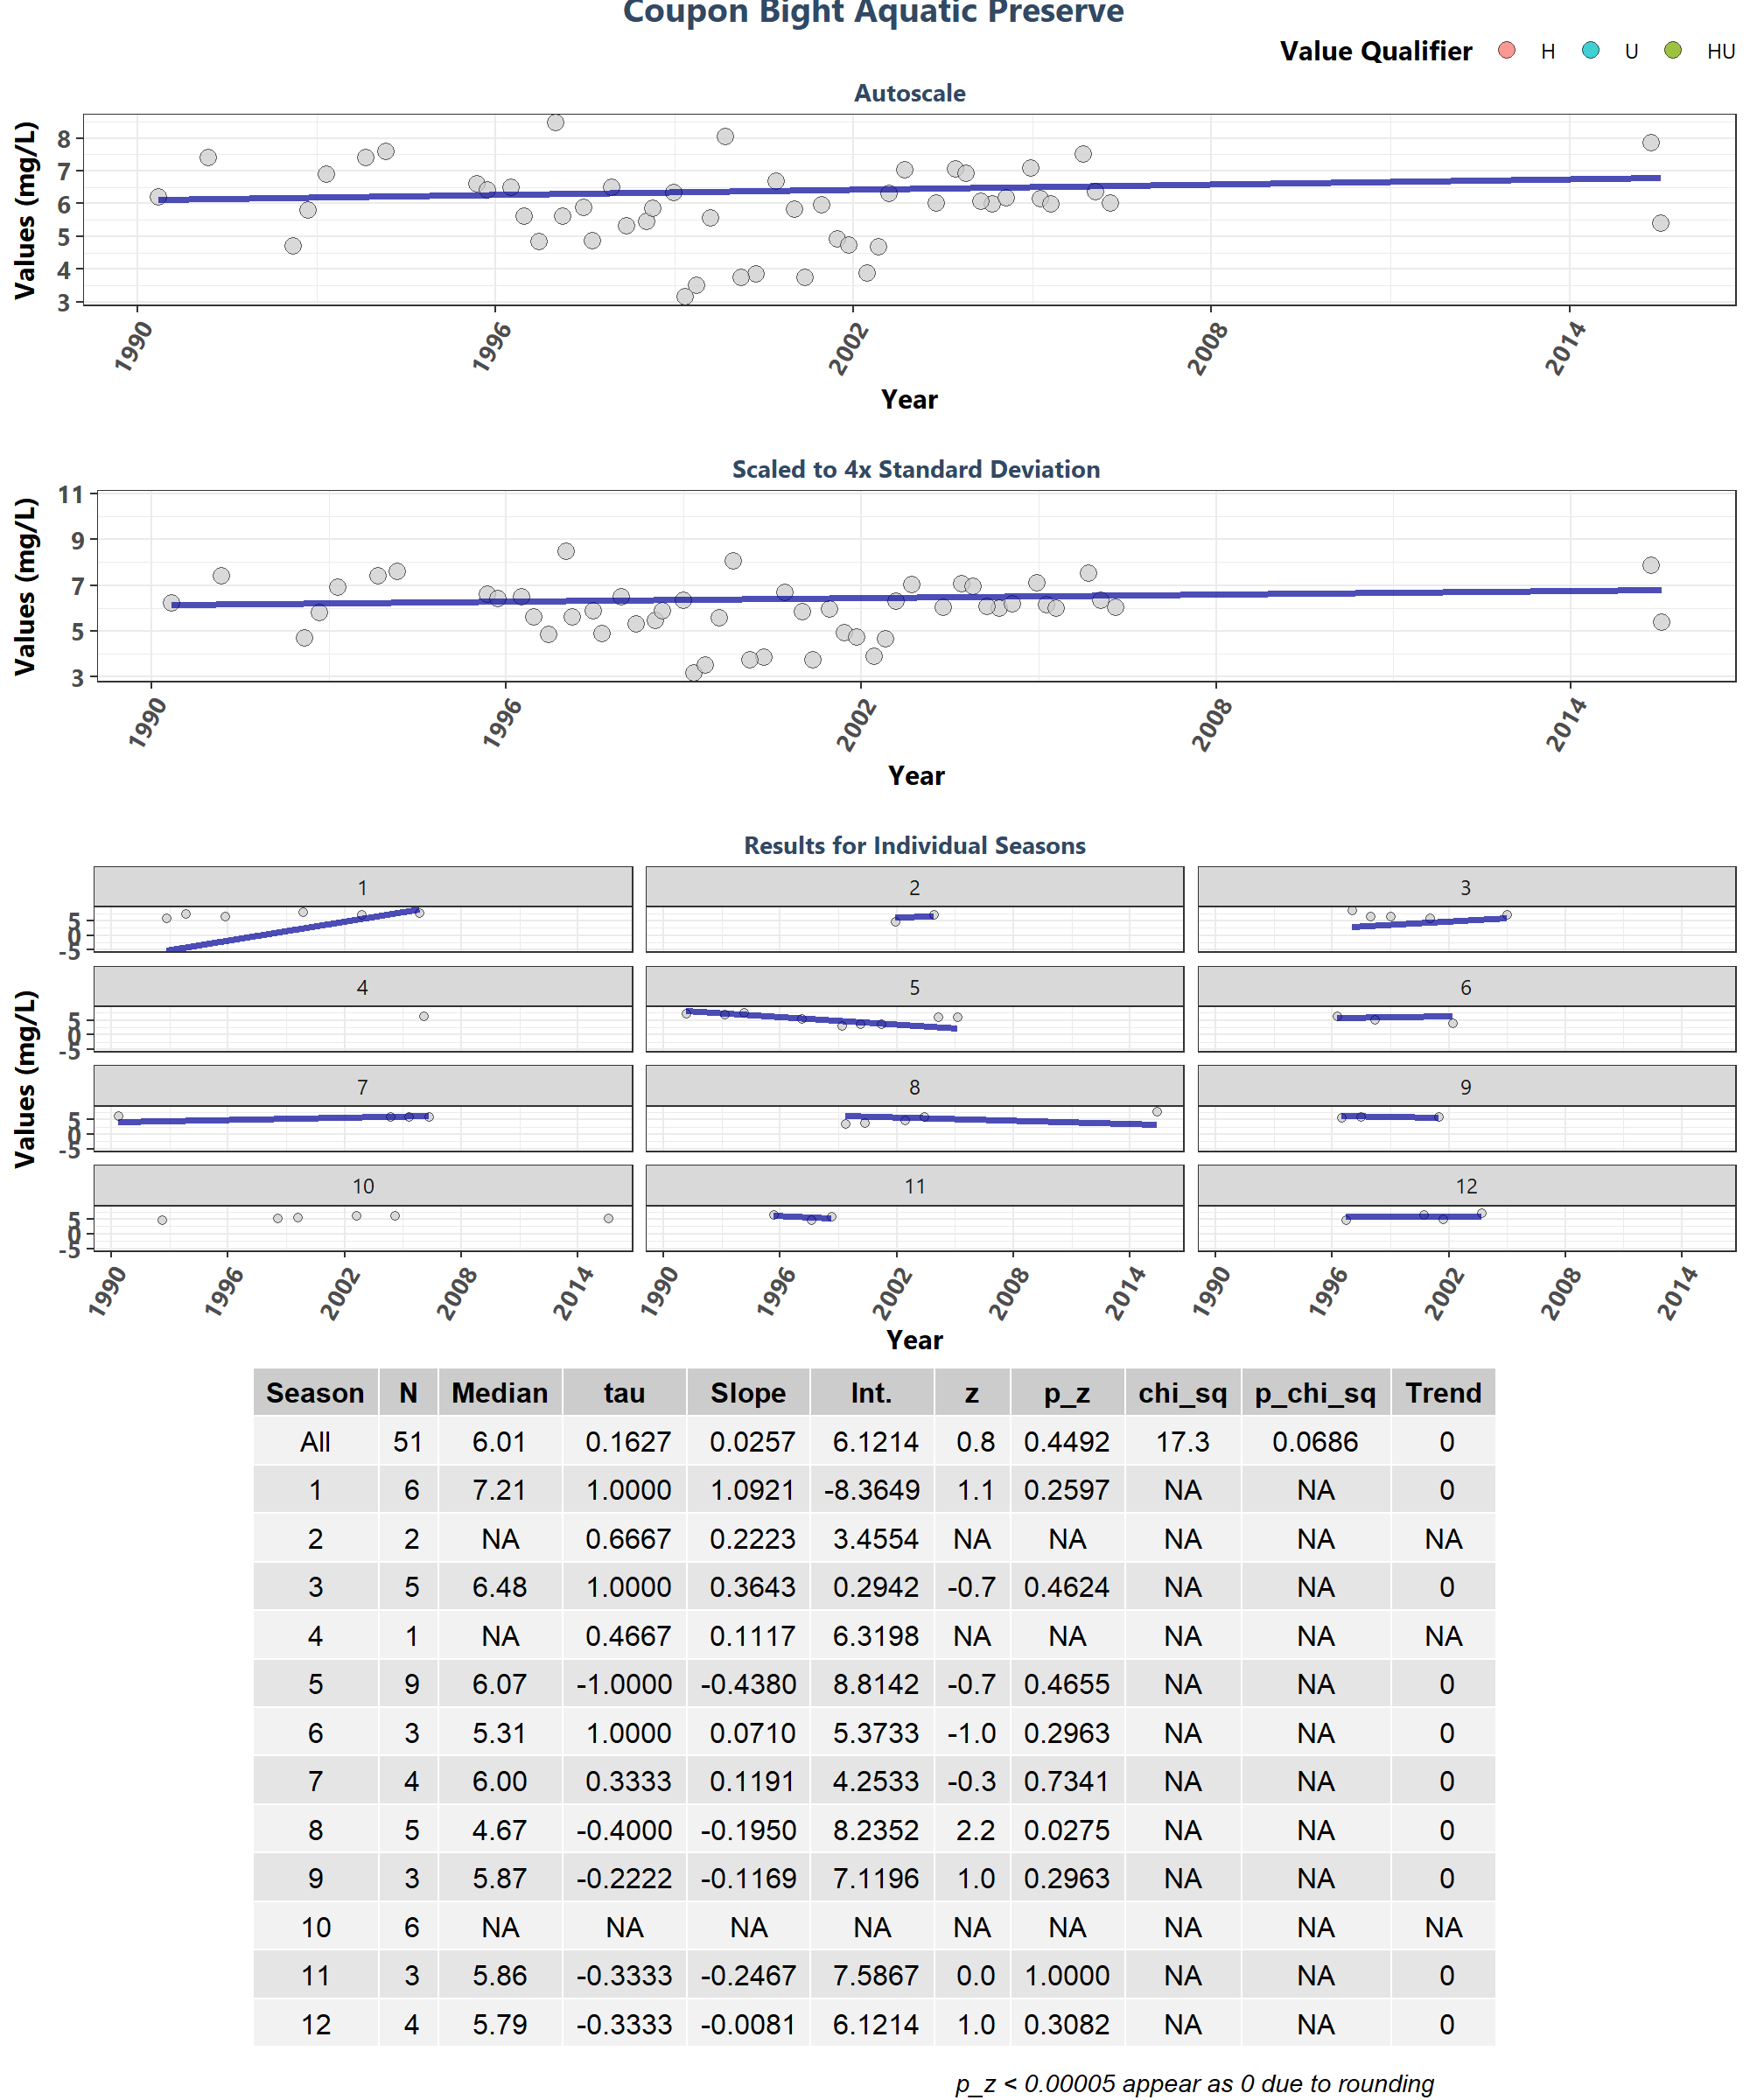 Coupon Bight Aquatic Preserve
Value Qualifier H U HU
Autoscale
Values (mg/L)
8
7
6
5
4
3
1990 1996 2002 2008 2014
Year
Scaled to 4x Standard Deviation
Values (mg/L)
11
9
7
5
3
1990 1996 2002 2008 2014
Year
Results for Individual Seasons
Values (mg/L)
1 2 3
5
0
-5
4 5 6
5
0
-5
7 8 9
5
0
-5
10 11 12
5
0
-5
1990 1996 2002 2008 2014 1990 1996 2002 2008 2014 1990 1996 2002 2008 2014
Year
Season N Median tau Slope Int. z p_z chi_sq p_chi_sq Trend
All 51 6.01 0.1627 0.0257 6.1214 0.8 0.4492 17.3 0.0686 0
1 6 7.21 1.0000 1.0921 -8.3649 1.1 0.2597 NA NA 0
2 2 NA 0.6667 0.2223 3.4554 NA NA NA NA NA
3 5 6.48 1.0000 0.3643 0.2942 -0.7 0.4624 NA NA 0
4 1 NA 0.4667 0.1117 6.3198 NA NA NA NA NA
5 9 6.07 -1.0000 -0.4380 8.8142 -0.7 0.4655 NA NA 0
6 3 5.31 1.0000 0.0710 5.3733 -1.0 0.2963 NA NA 0
7 4 6.00 0.3333 0.1191 4.2533 -0.3 0.7341 NA NA 0
8 5 4.67 -0.4000 -0.1950 8.2352 2.2 0.0275 NA NA 0
9 3 5.87 -0.2222 -0.1169 7.1196 1.0 0.2963 NA NA 0
10 6 NA NA NA NA NA NA NA NA NA
11 3 5.86 -0.3333 -0.2467 7.5867 0.0 1.0000 NA NA 0
12 4 5.79 -0.3333 -0.0081 6.1214 1.0 0.3082 NA NA 0
p_z < 0.00005 appear as 0 due to rounding